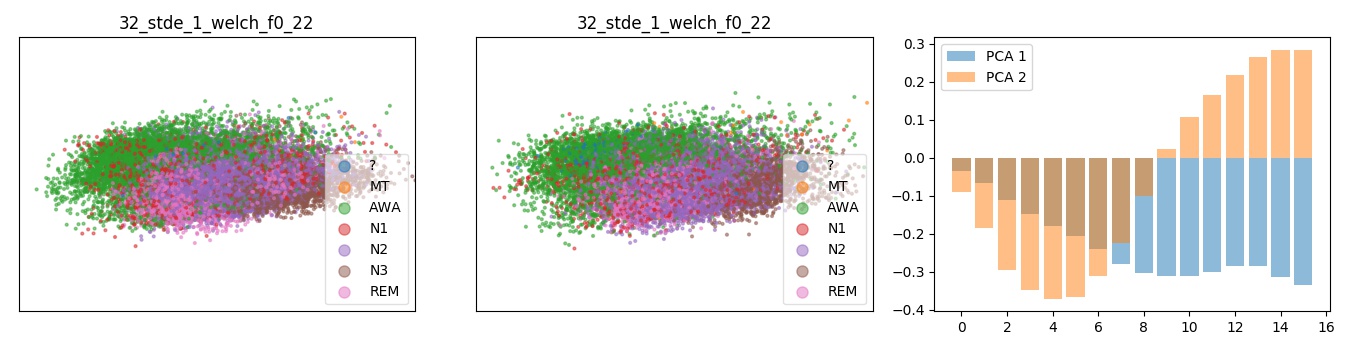 32_stde_1_welch_f0_22
?
MT
AWA
N1
N2
N3
REM
32_stde_1_welch_f0_22
?
MT
AWA
N1
N2
N3
REM
PCA 1
PCA 2
0.3
0.2
0.1
0.0
−0.1
−0.2
−0.3
−0.4
0 2 4 6 8 10 12 14 16